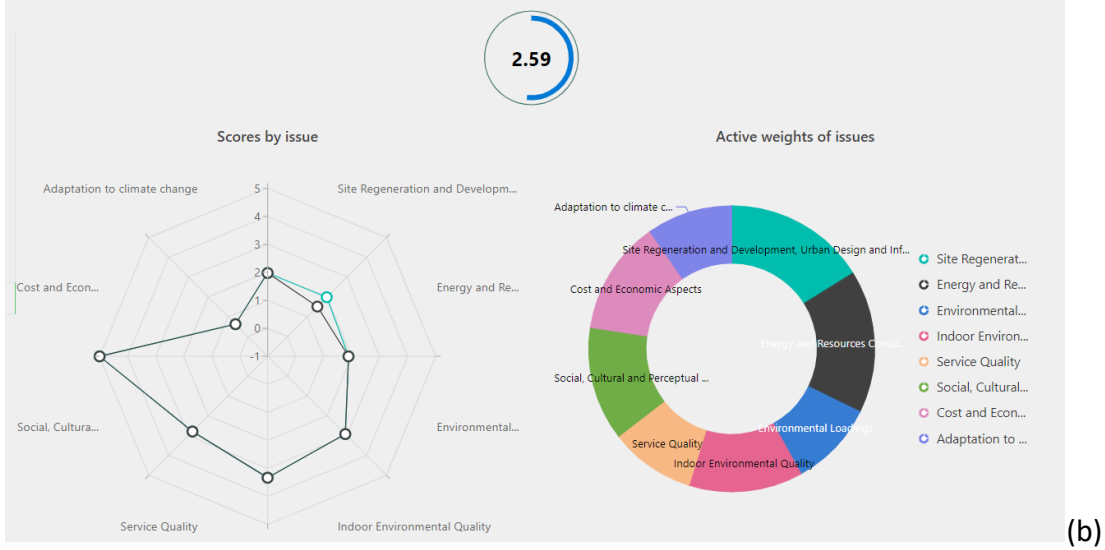 2.59
Scores by issue
Adaptation to climate change
Site Regeneration and Developm...
Cost and Econ...
Energy and Re...
Social, Cultura...
Environmental...
Service Quality
Indoor Environmental Quality
5
4
3
2
1
0
-1
Active weights of issues
Adaptation to climate c...
Site Regeneration and Development, Urban Design and Inf...
Cost and Economic Aspects
Energy and Resources Consu...
Social, Cultural and Perceptual ...
Environmental Loadings
Service Quality
Indoor Environmental Quality
Site Regenerat...
Energy and Re...
Environmental...
Indoor Environ...
Service Quality
Social, Cultural...
Cost and Econ...
Adaptation to ...
(b)